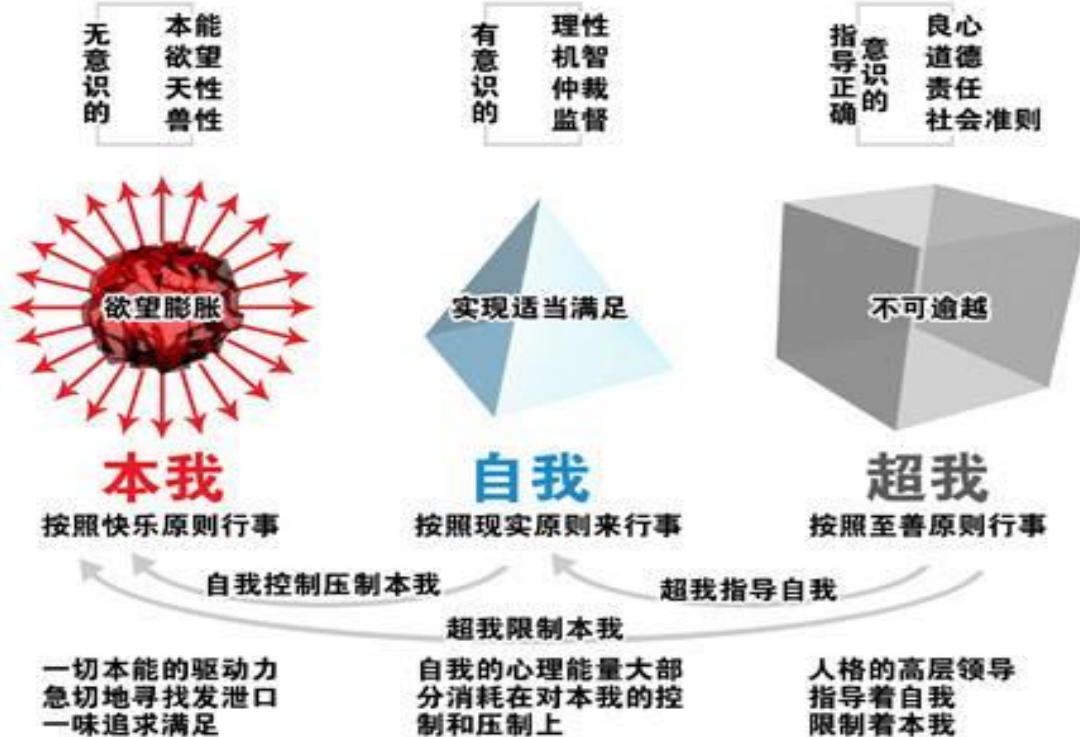 无意识的
本能
欲望
天性
兽性
有意识的
理性
机智
仲裁
监督
指导正确
意识的
良心
道德
责任
社会准则
欲望膨胀
实现适当满足
不可逾越
本我
自我
超我
按照快乐原则行事
按照现实原则来行事
按照至善原则行事
自我控制压制本我
超我指导自我
超我限制本我
一切本能的驱动力
急切地寻找发泄口
一味追求满足
自我的心理能量大部
分消耗在对本我的控
制和压制上
人格的高层领导
指导着自我
限制着本我